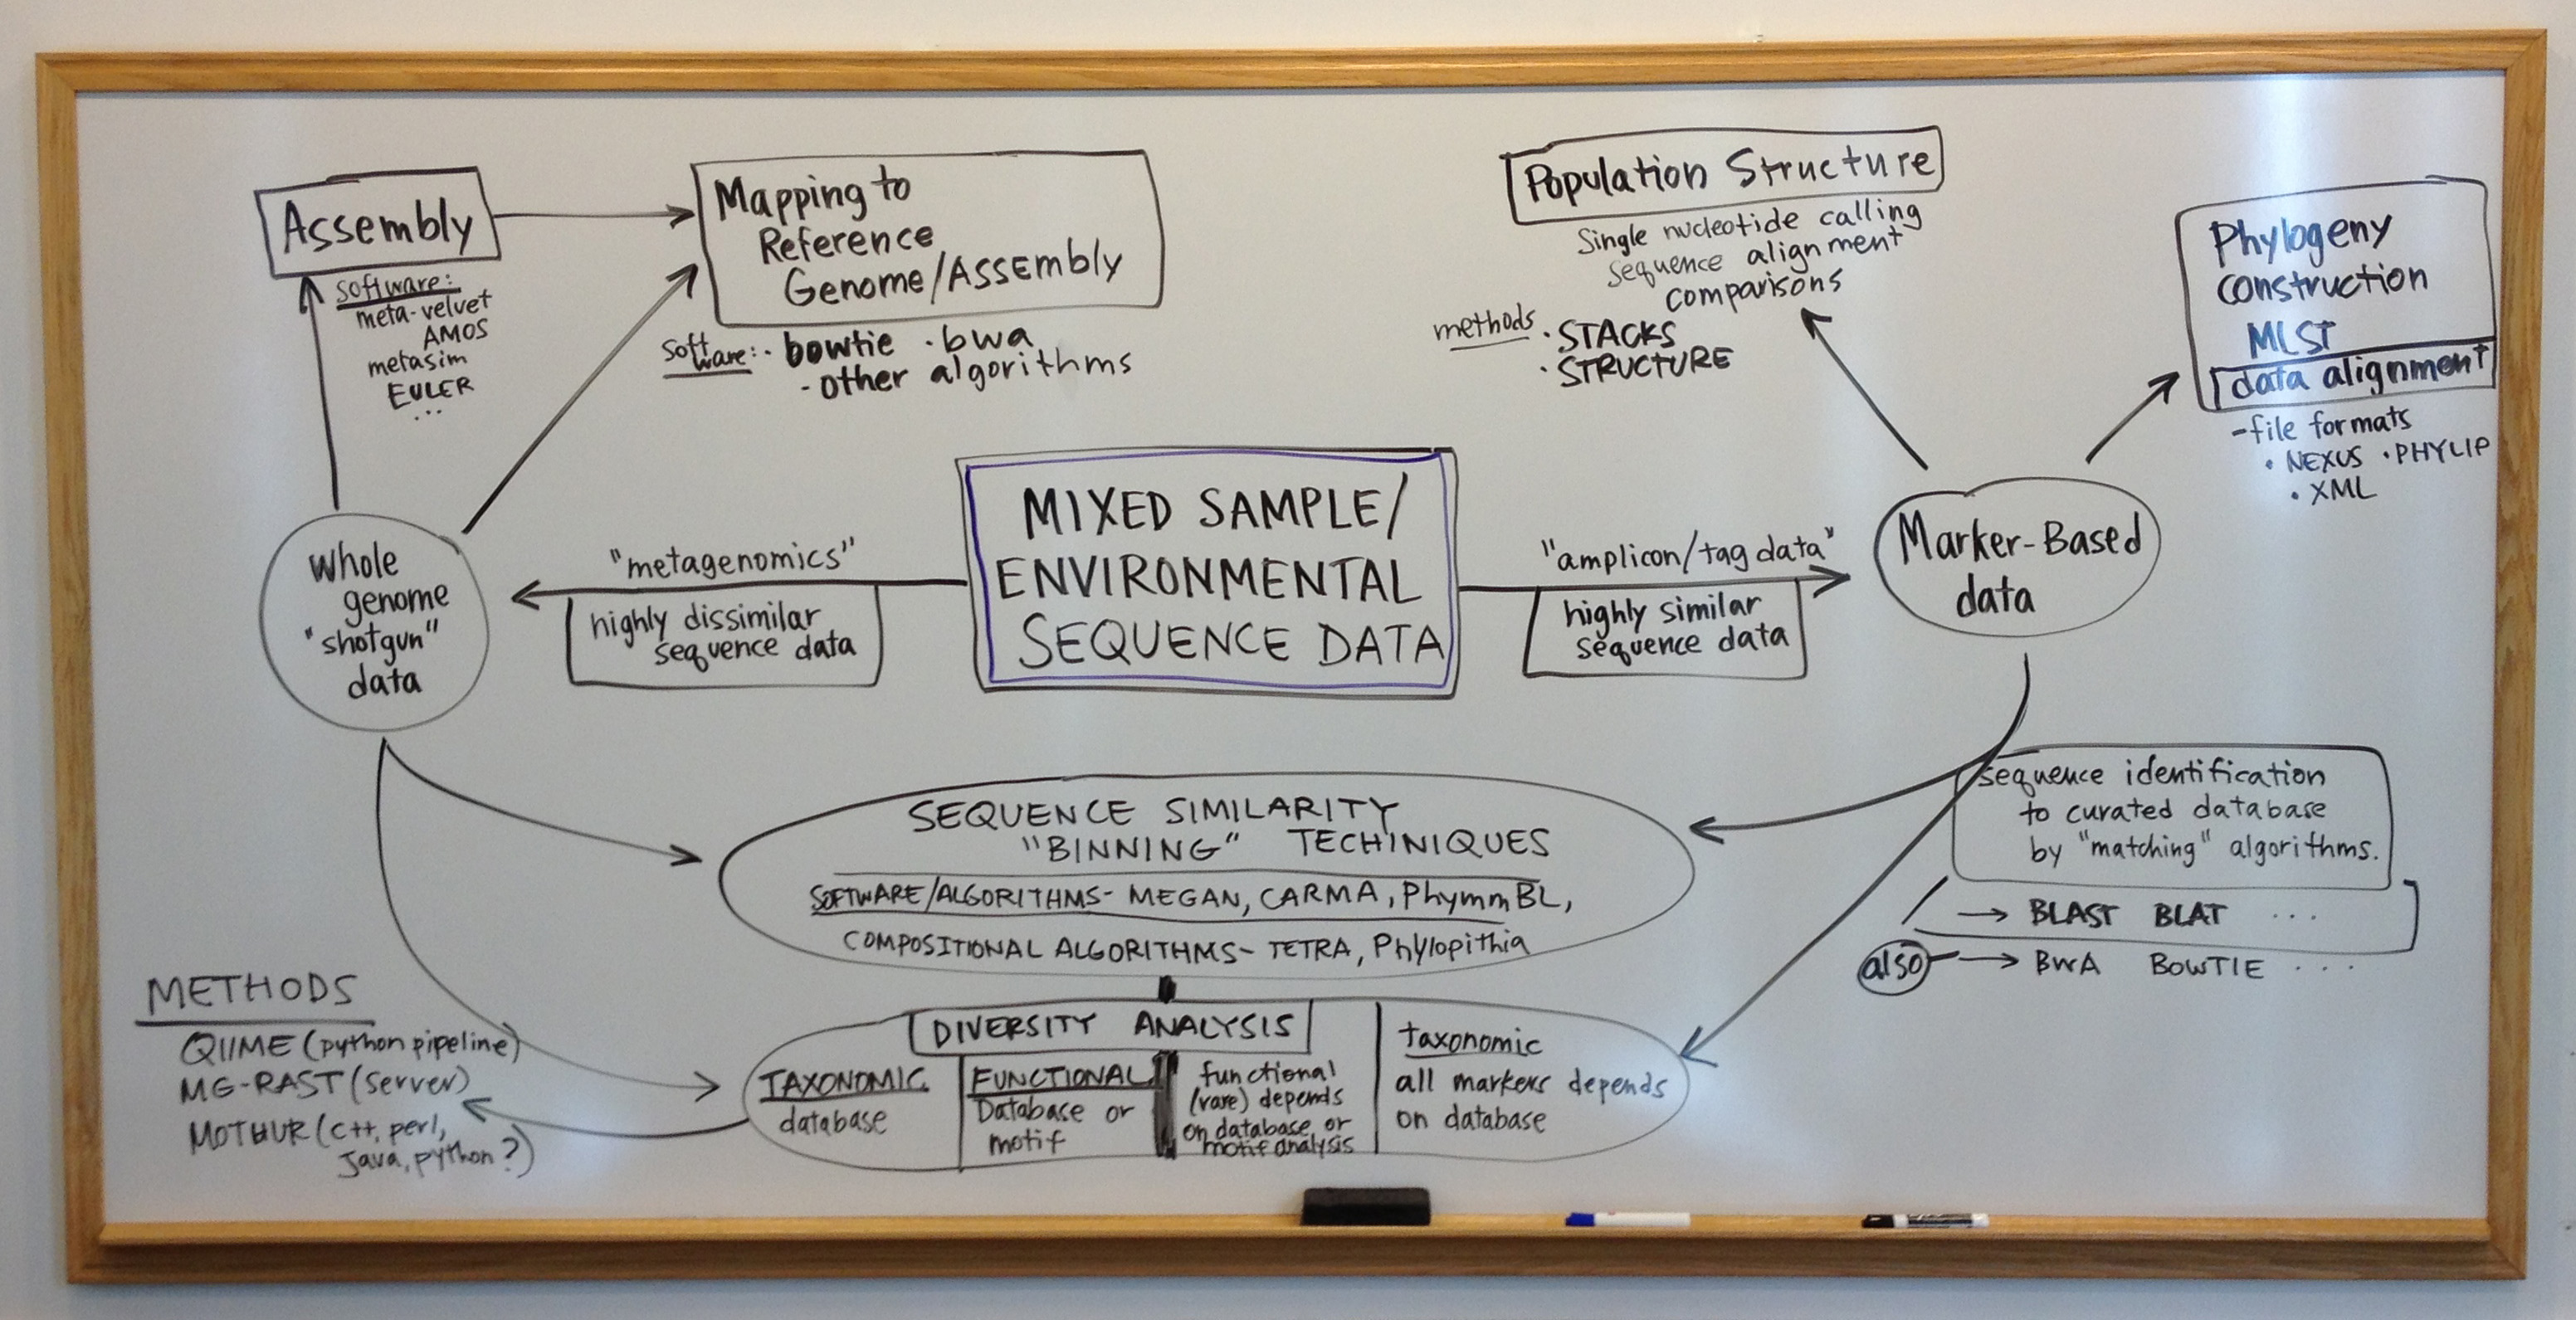 Assembly
software:
meta-velvet
AMOS
metasim
EULER
...
Mapping to
Reference
Genome/Assembly
software: · bowtie · bwa
· other algorithms
Population Structure
Single nucleotide calling
sequence alignment
comparisons
methods · STACKS
· STRUCTURE
Phylogeny
construction
MLST
data alignment
- file formats
· NEXUS · PHYLIP
· XML
Whole
genome
"shotgun"
data
"metagenomics"
highly dissimilar
sequence data
MIXED SAMPLE/
ENVIRONMENTAL
SEQUENCE DATA
"amplicon/tag data"
highly similar
sequence data
Marker-Based
data
SEQUENCE SIMILARITY
"BINNING" TECHINIQUES
SOFTWARE/ALGORITHMS- MEGAN, CARMA, PhymmBL,
COMPOSITIONAL ALGORITHMS- TETRA, Phylopithia
sequence identification
to curated database
by "matching" algorithms.
→ BLAST BLAT ...
also → BWA BOWTIE ....
METHODS
QIIME (python pipeline)
MG-RAST (server)
MOTHUR (c++, perl,
java, python?)
DIVERSITY ANALYSIS
TAXONOMIC
database
FUNCTIONAL
Database or
motif
functional
(rare) depends
on database, or
motif analysis
taxonomic
all markers depends
on database